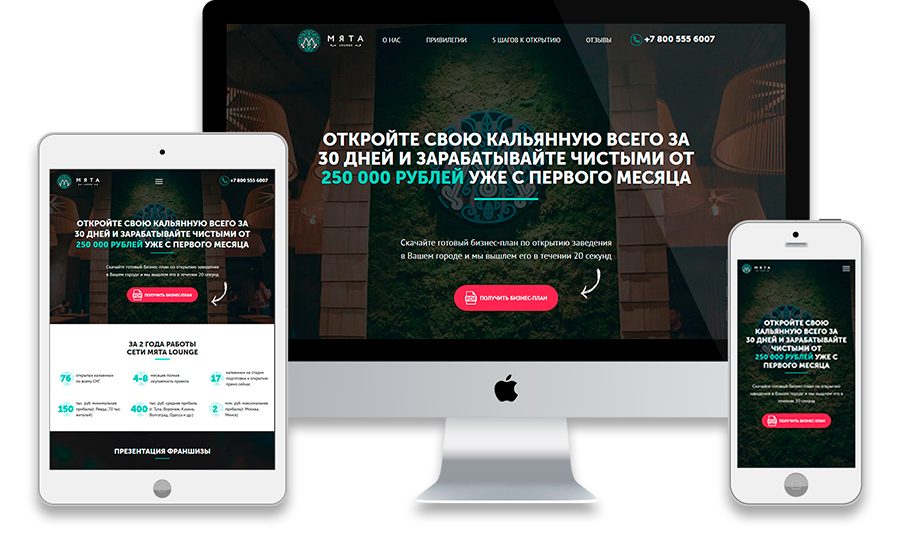 МЯТА
LOUNGE
О НАС
ПРИВИЛЕГИИ
5 ШАГОВ К ОТКРЫТИЮ
ОТЗЫВЫ
+7 800 555 6007
ОТКРОЙТЕ СВОЮ КАЛЬЯННУЮ ВСЕГО ЗА
30 ДНЕЙ И ЗАРАБАТЫВАЙТЕ ЧИСТЫМИ ОТ
250 000 РУБЛЕЙ УЖЕ С ПЕРВОГО МЕСЯЦА
Скачайте готовый бизнес-план по открытию заведения
в Вашем городе и мы вышлем его в течении 20 секунд
PDF
ПОЛУЧИТЬ БИЗНЕС-ПЛАН
МЯТА
LOUNGE
+7 800 555 6007
ОТКРОЙТЕ СВОЮ КАЛЬЯННУЮ ВСЕГО ЗА
30 ДНЕЙ И ЗАРАБАТЫВАЙТЕ ЧИСТЫМИ ОТ
250 000 РУБЛЕЙ УЖЕ С ПЕРВОГО МЕСЯЦА
Скачайте готовый бизнес-план по открытию заведения
в Вашем городе и мы вышлем его в течении 20 секунд
PDF
ПОЛУЧИТЬ БИЗНЕС-ПЛАН
ЗА 2 ГОДА РАБОТЫ
СЕТИ МЯТА LOUNGE
76
открытых кальянных
по всему СНГ
4-8
месяцев полная
окупаемость проекта
17
кальянных на стадии
подготовки к открытию
прямо сейчас
150
тыс. руб. минимальная
прибыль(г. Ревда, 70 тыс.
жителей)
400
тыс. руб. средняя прибыль
(г. Тула, Воронеж, Казань,
Волгоград, Одесса и др.)
2
млн. руб. максимальная
прибыль(г. Москва,
Минск)
ПРЕЗЕНТАЦИЯ ФРАНШИЗЫ
МЯТА
ОТКРОЙТЕ СВОЮ
КАЛЬЯННУЮ ВСЕГО ЗА
30 ДНЕЙ И ЗАРАБАТЫВАЙТЕ
ЧИСТЫМИ ОТ
250 000 РУБЛЕЙ УЖЕ С
ПЕРВОГО МЕСЯЦА
Скачайте готовый бизнес-план по открытию
заведения в Вашем городе и мы вышлем его в
течении 20 секунд
PDF
ПОЛУЧИТЬ БИЗНЕС-ПЛАН